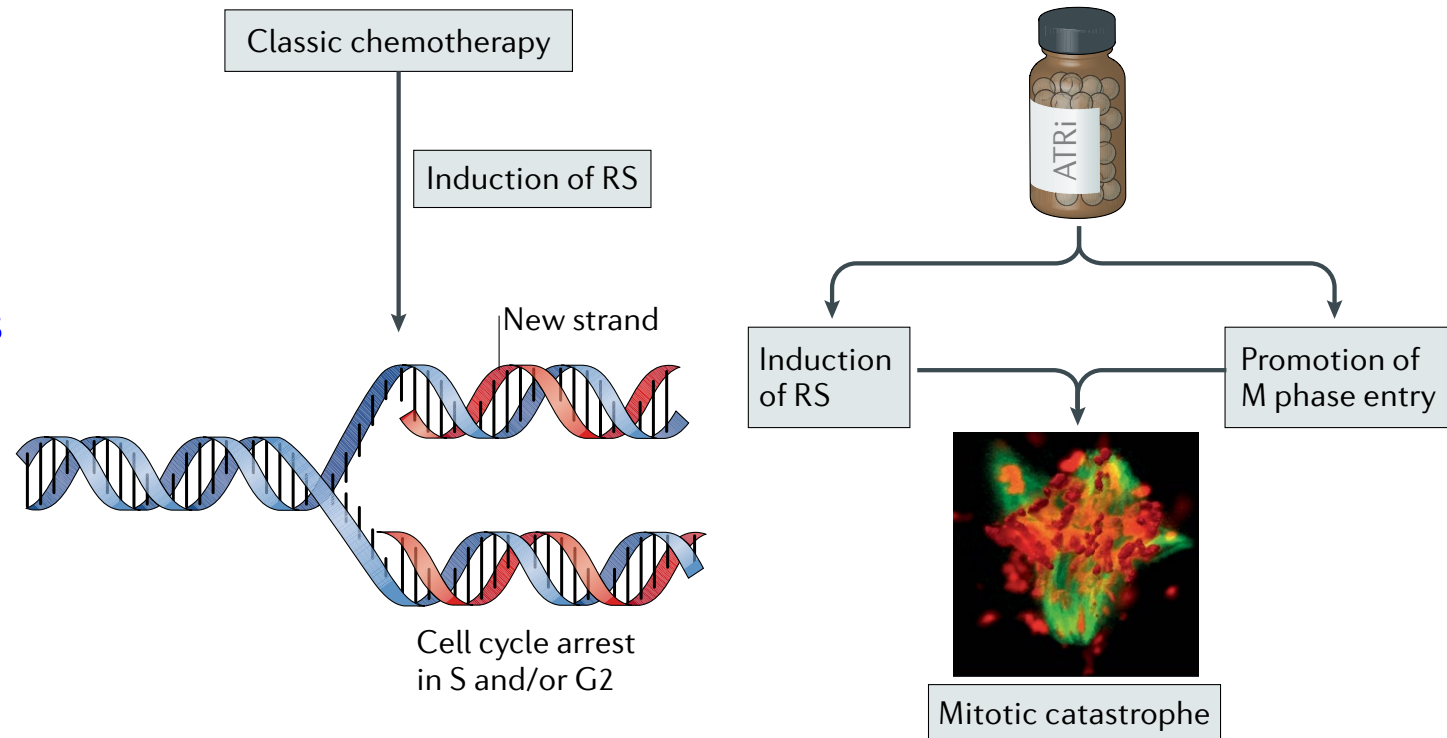 Classic chemotherapy
Induction of RS
New strand
Cell cycle arrest
in S and/or G2
ATRi
Induction
of RS
Promotion of
M phase entry
Mitotic catastrophe